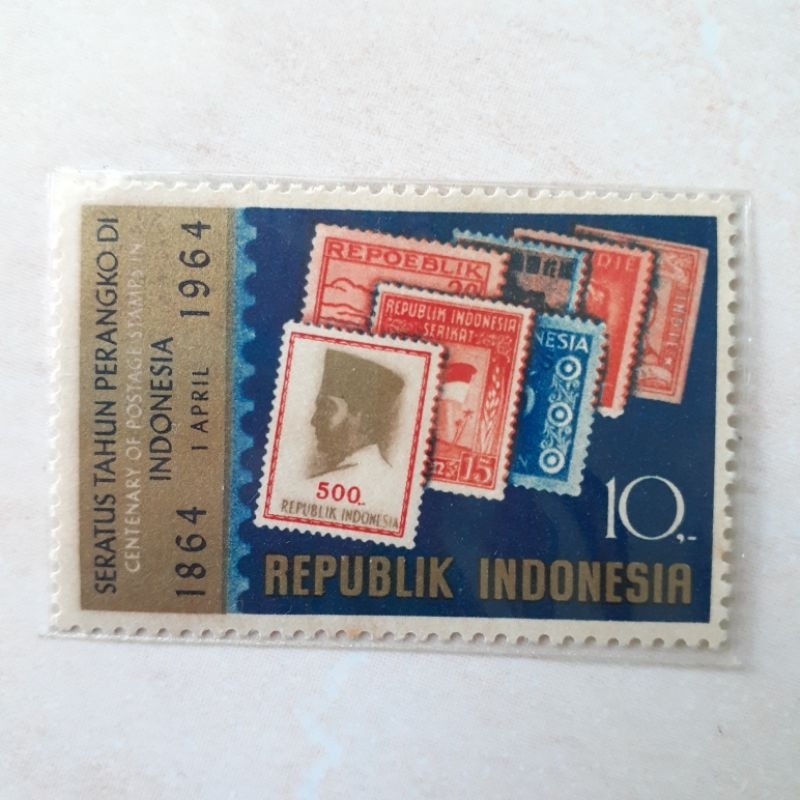 SERATUS TAHUN PERANGKO DI
CENTENARY OF POSTAGE STAMPS IN
INDONESIA
1864 1 APRIL 1964
REPOEBLIK
REPUBLIK INDONESIA
SERIKAT
15
500,-
REPUBLIK INDONESIA
10,-
REPUBLIK INDONESIA